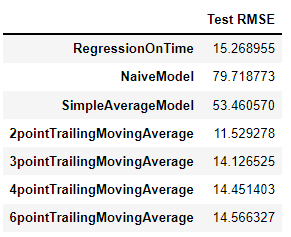 Test RMSE
RegressionOnTime 15.268955
NaiveModel 79.718773
SimpleAverageModel 53.460570
2pointTrailingMovingAverage 11.529278
3pointTrailingMovingAverage 14.126525
4pointTrailingMovingAverage 14.451403
6pointTrailingMovingAverage 14.566327